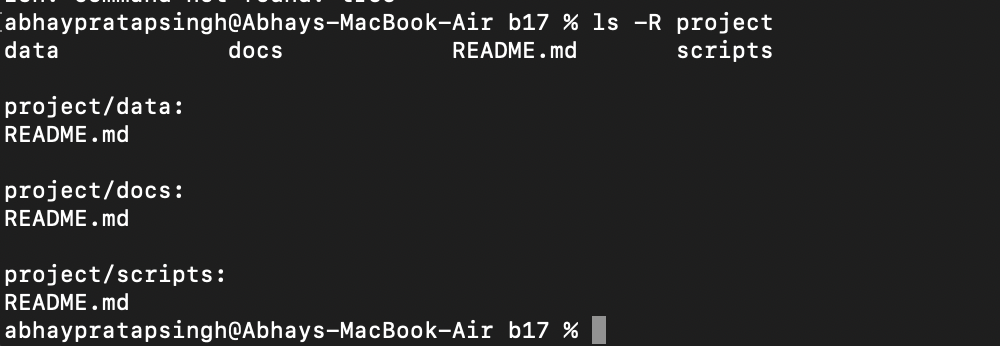 [abhaypratapsingh@Abhays-MacBook-Air b17 % ls -R project
data docs README.md scripts
project/data:
README.md
project/docs:
README.md
project/scripts:
README.md
abhaypratapsingh@Abhays-MacBook-Air b17 %